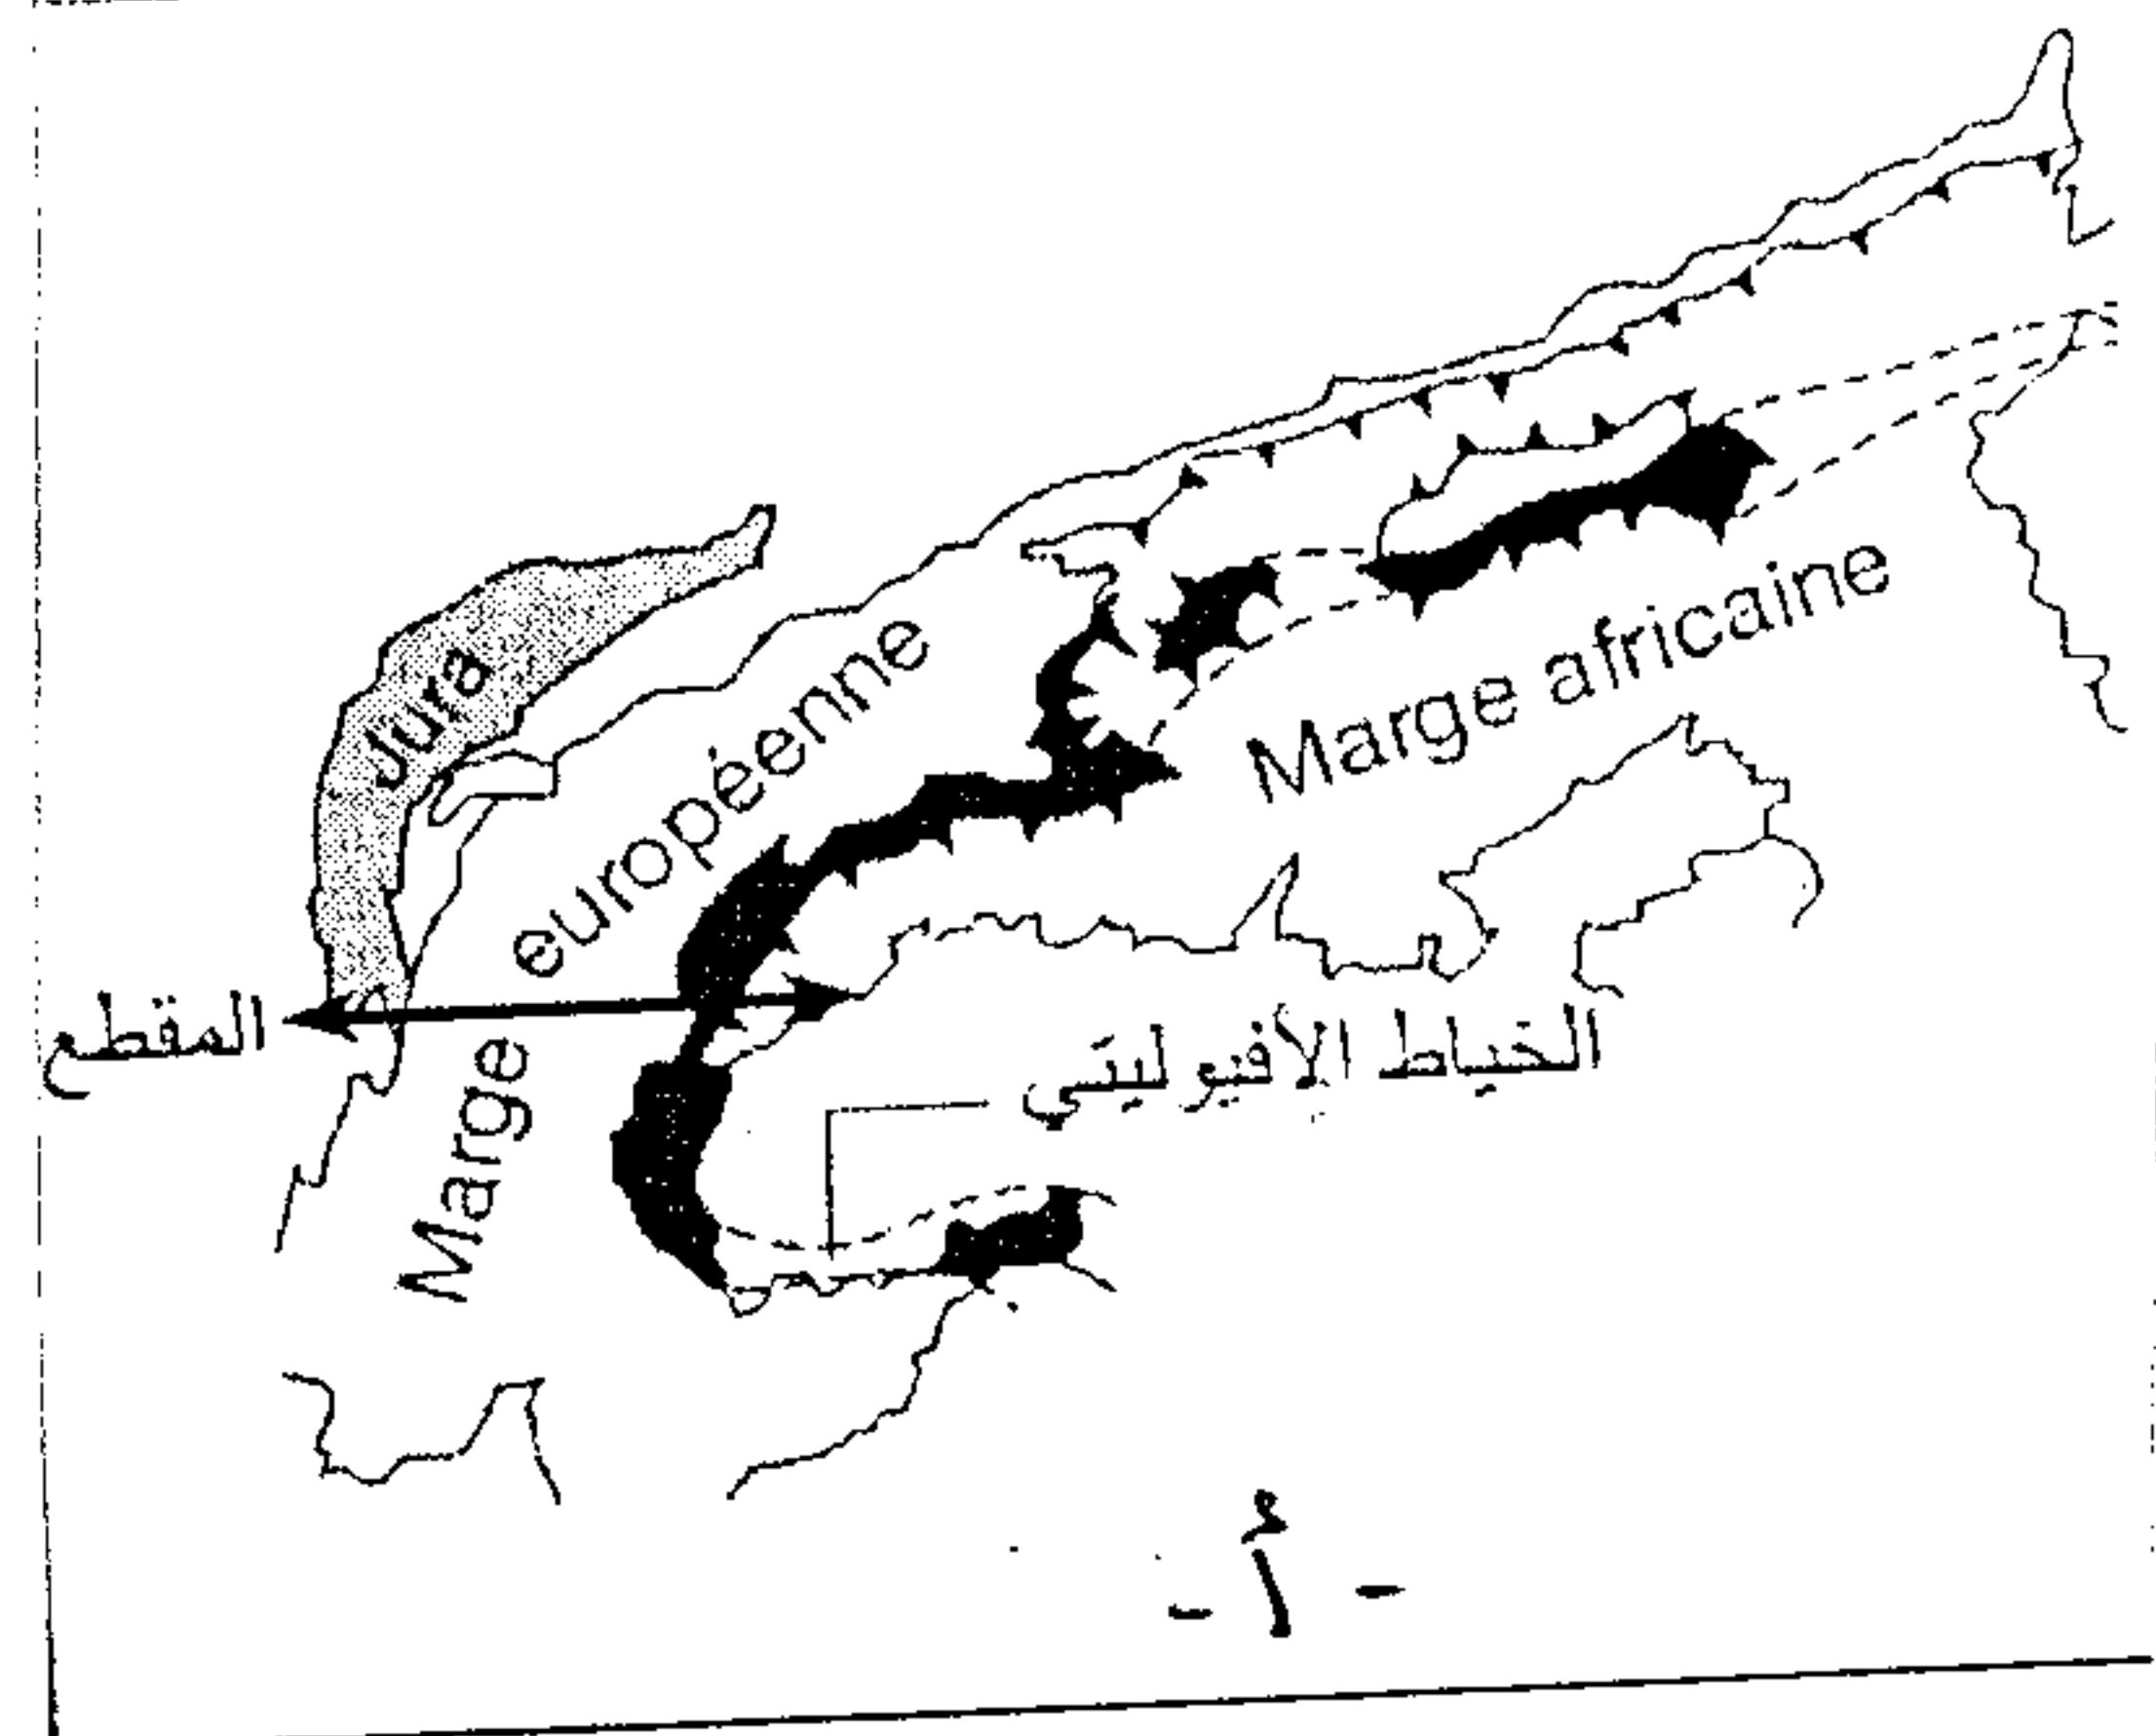 Jura
Marge européenne
Marge africaine
المقطع
الخياط الأفيوليتي
- أ -